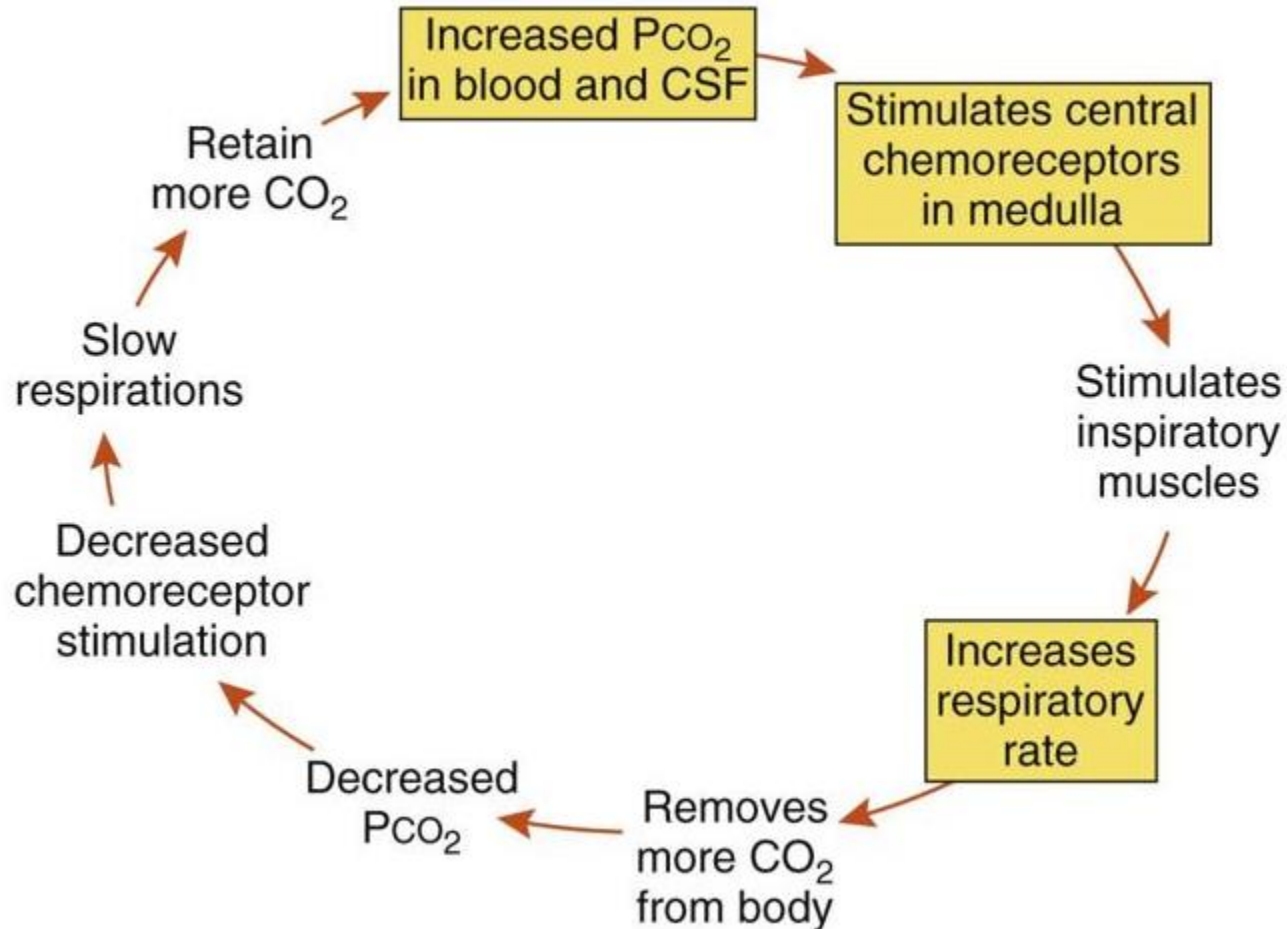 Increased PCO₂
in blood and CSF
Stimulates central
chemoreceptors
in medulla
Stimulates
inspiratory
muscles
Increases
respiratory
rate
Removes
more CO₂
from body
Decreased
PCO₂
Decreased
chemoreceptor
stimulation
Slow
respirations
Retain
more CO₂